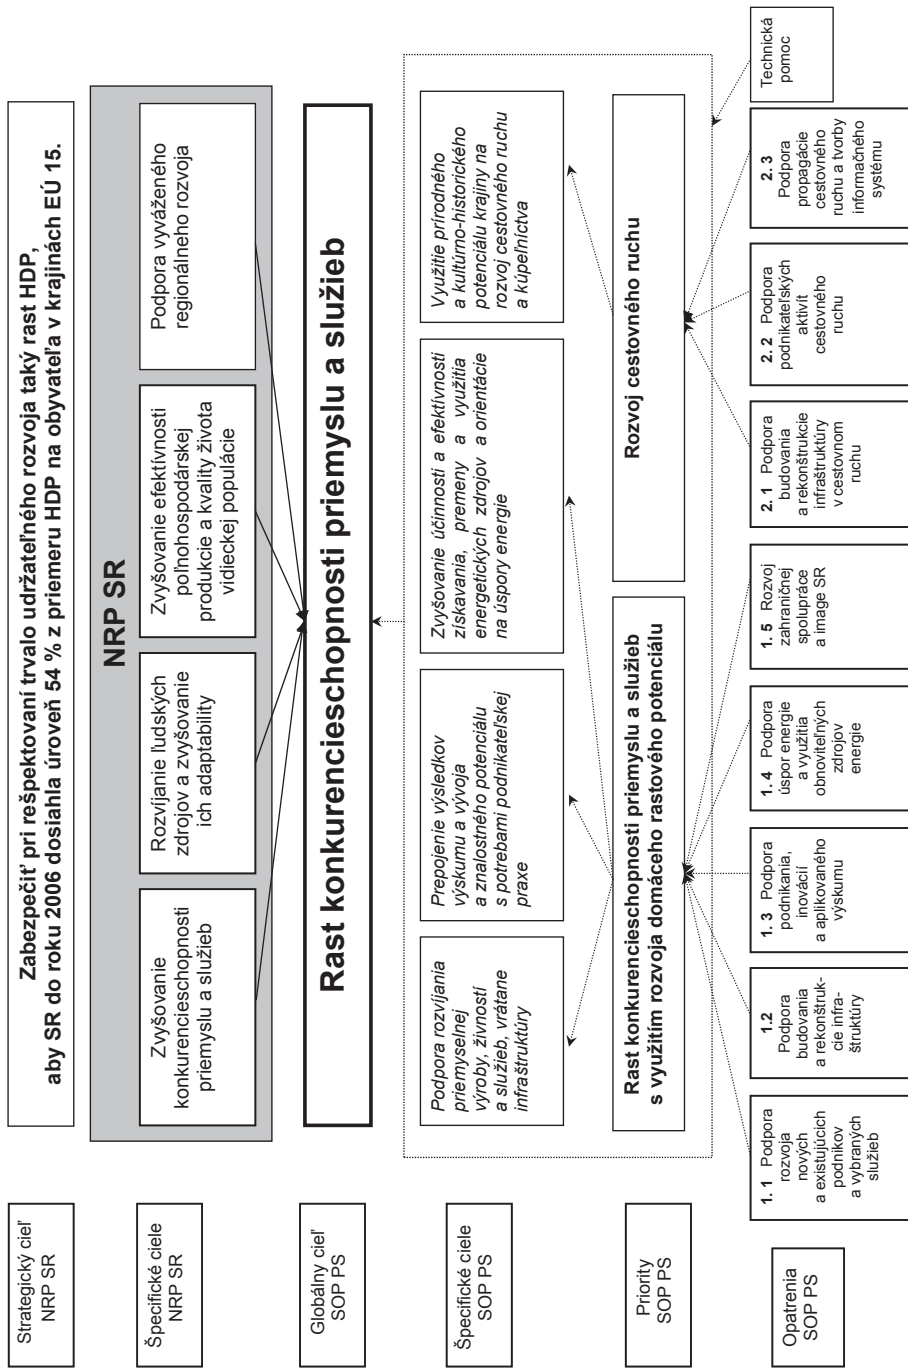 Strategický cieľ
NRP SR
Zabezpečiť pri rešpektovaní trvalo udržateľného rozvoja taký rast HDP,
aby SR do roku 2006 dosiahla úroveň 54 % z priemeru HDP na obyvateľa v krajinách EÚ 15.
Špecifické ciele
NRP SR
NRP SR
Zvyšovanie
konkurencieschopnosti
priemyslu a služieb
Rozvíjanie ľudských
zdrojov a zvyšovanie
ich adaptability
Zvyšovanie efektívnosti
poľnohospodárskej
produkcie a kvality života
vidieckej populácie
Podpora vyváženého
regionálneho rozvoja
Globálny cieľ
SOP PS
Rast konkurencieschopnosti priemyslu a služieb
Špecifické ciele
SOP PS
Podpora rozvíjania
priemyselnej
výroby, živností
a služieb, vrátane
infraštruktúry
Prepojenie výsledkov
výskumu a vývoja
a znalostného potenciálu
s potrebami podnikateľskej
praxe
Zvyšovanie účinnosti a efektívnosti
získavania, premeny a využitia
energetických zdrojov a orientácie
na úspory energie
Využitie prírodného
a kultúrno-historického
potenciálu krajiny na
rozvoj cestovného ruchu
a kúpeľníctva
Priority
SOP PS
Rast konkurencieschopnosti priemyslu a služieb
s využitím rozvoja domáceho rastového potenciálu
Rozvoj cestovného ruchu
Opatrenia
SOP PS
1. 1 Podpora
rozvoja
nových
a existujúcich
podnikov
a vybraných
služieb
1.2
Podpora
budovania
a rekonštruk-
cie infra-
štruktúry
1. 3 Podpora
podnikania,
inovácií
a aplikovaného
výskumu
1. 4 Podpora
úspor energie
a využitia
obnoviteľných
zdrojov
energie
1. 5 Rozvoj
zahraničnej
spolupráce
a image SR
2. 1 Podpora
budovania
a rekonštrukcie
infraštruktúry
v cestovnom
ruchu
2. 2 Podpora
podnikateľských
aktivít
cestovného
ruchu
2. 3
Podpora
propagácie
cestovného
ruchu a tvorby
informačného
systému
Technická
pomoc